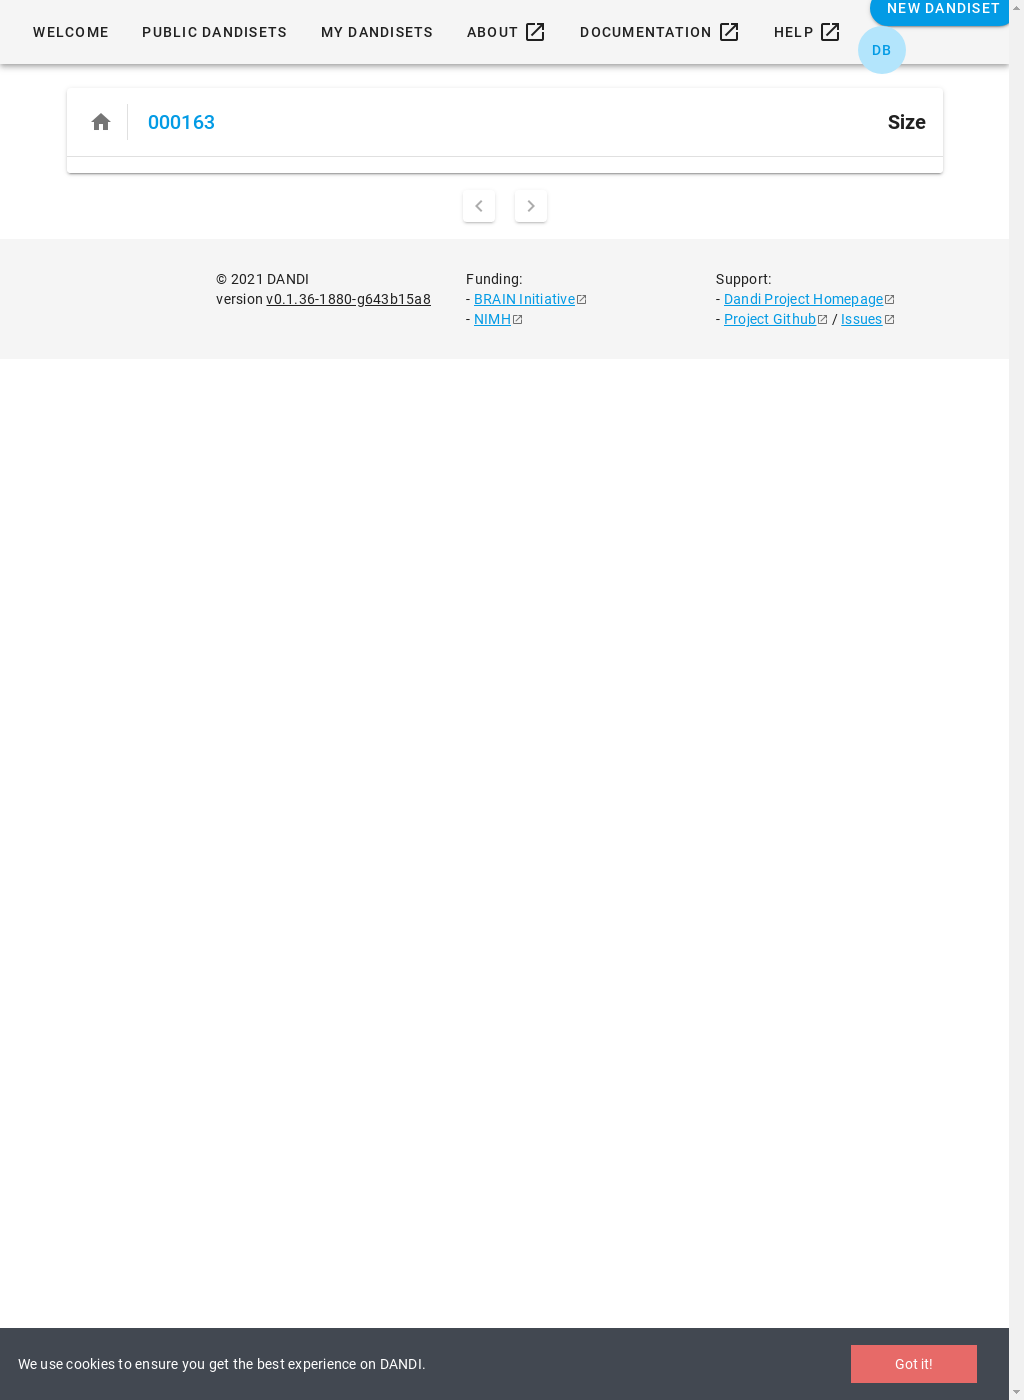 NEW DANDISET
WELCOME PUBLIC DANDISETS MY DANDISETS ABOUT DOCUMENTATION HELP
DB
000163 Size
© 2021 DANDI
version v0.1.36-1880-g643b15a8
Funding:
- BRAIN Initiative
- NIMH
Support:
- Dandi Project Homepage
- Project Github / Issues
We use cookies to ensure you get the best experience on DANDI.
Got it!